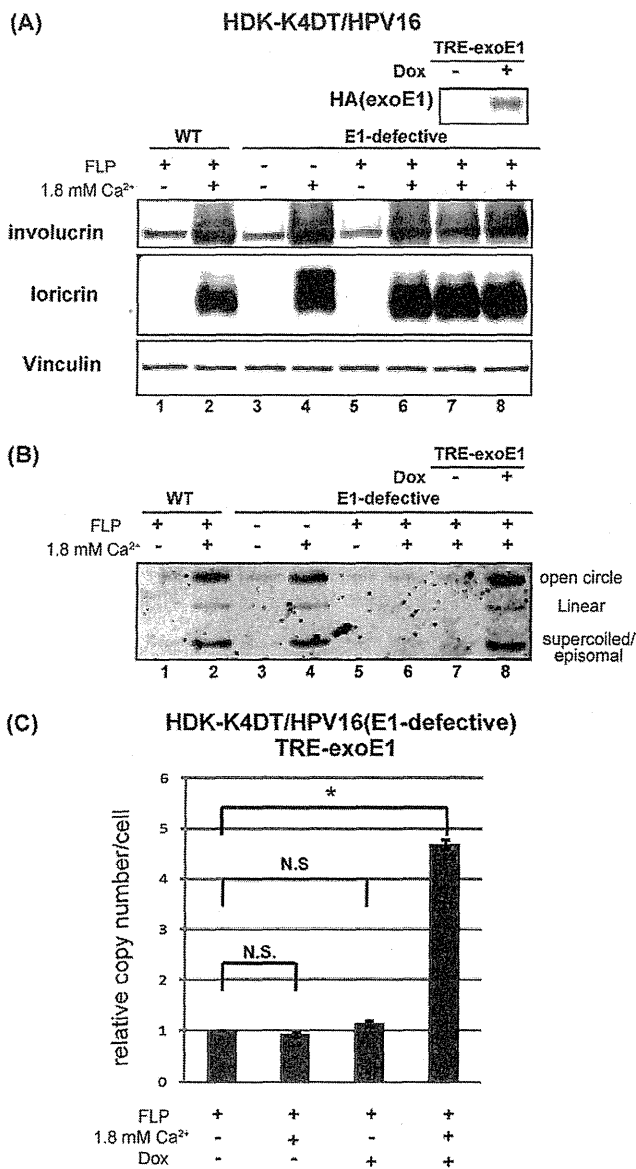 (A) HDK-K4DT/HPV16
TRE-exoE1
Dox - +
HA(exoE1)
WT E1-defective
FLP + + - - + + + +
1.8 mM Ca²⁺ - + - + - + + +
involucrin
loricrin
Vinculin
1 2 3 4 5 6 7 8
(B)
TRE-exoE1
Dox - +
WT E1-defective
FLP + + - - + + + +
1.8 mM Ca²⁺ - + - + - + + +
open circle
Linear
supercoiled/
episomal
1 2 3 4 5 6 7 8
(C) HDK-K4DT/HPV16(E1-defective)
TRE-exoE1
relative copy number/cell
6
5
4
3
2
1
0
*
N.S
N.S.
FLP + + + +
1.8 mM Ca²⁺ - + - +
Dox - - + +